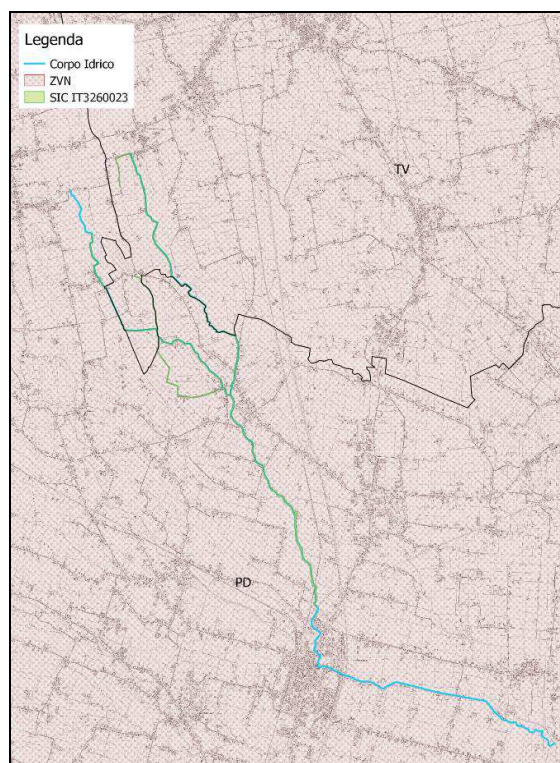 Legenda
Corpo Idrico
ZVN
SIC IT3260023
TV
PD